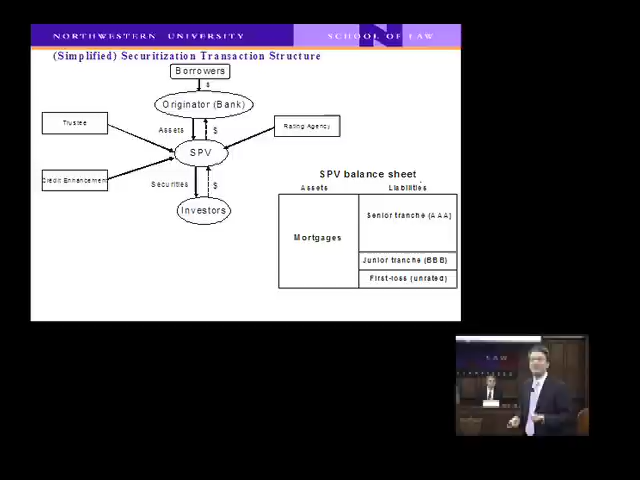 NORTHWESTERN UNIVERSITY
SCHOOL OF LAW
(Simplified) Securitization Transaction Structure
Borrowers
$
Originator (Bank)
Trustee
Assets
$
Rating Agency
SPV
Credit Enhancement
Securities
$
Investors
SPV balance sheet
Assets
Liabilities
Mortgages
Senior tranche (AAA)
Junior tranche (BBB)
First-loss (unrated)
LAW